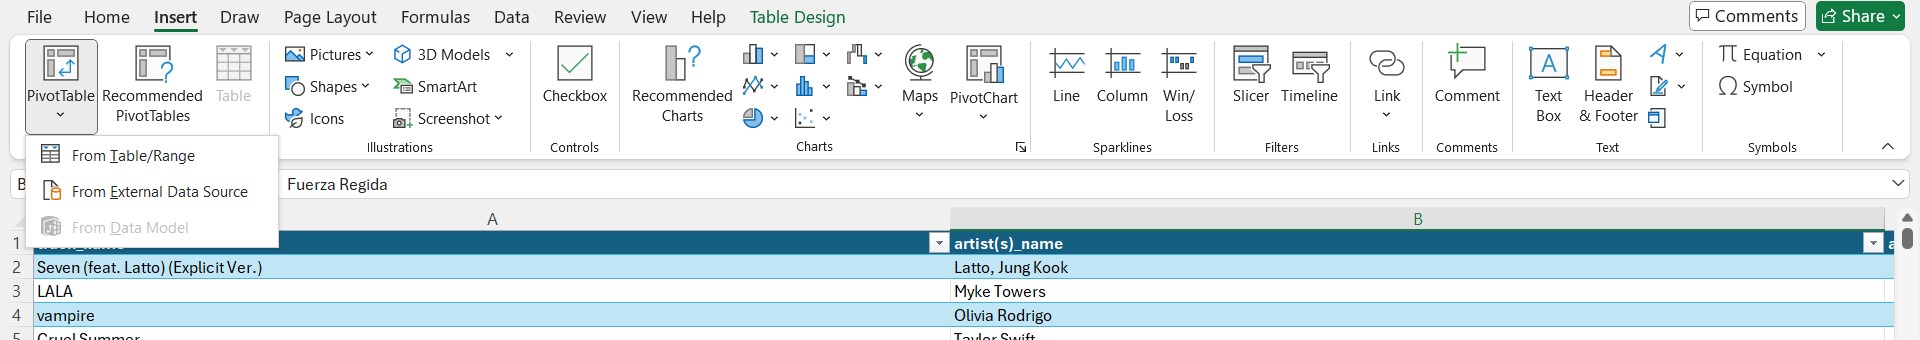 File Home Insert Draw Page Layout Formulas Data Review View Help Table Design Comments Share
PivotTable
Recommended PivotTables
Table
Pictures
Shapes
Icons
3D Models
SmartArt
Screenshot
Illustrations
Checkbox
Controls
Recommended Charts
Maps
PivotChart
Charts
Line
Column
Win/
Loss
Sparklines
Slicer
Timeline
Filters
Link
Links
Comment
Comments
Text
Box
Header
& Footer
Text
Equation
Symbol
Symbols
From Table/Range
From External Data Source
From Data Model
Fuerza Regida
A B
1 artist(s)_name
2 Seven (feat. Latto) (Explicit Ver.) Latto, Jung Kook
3 LALA Myke Towers
4 vampire Olivia Rodrigo
5 Cruel Summer Taylor Swift